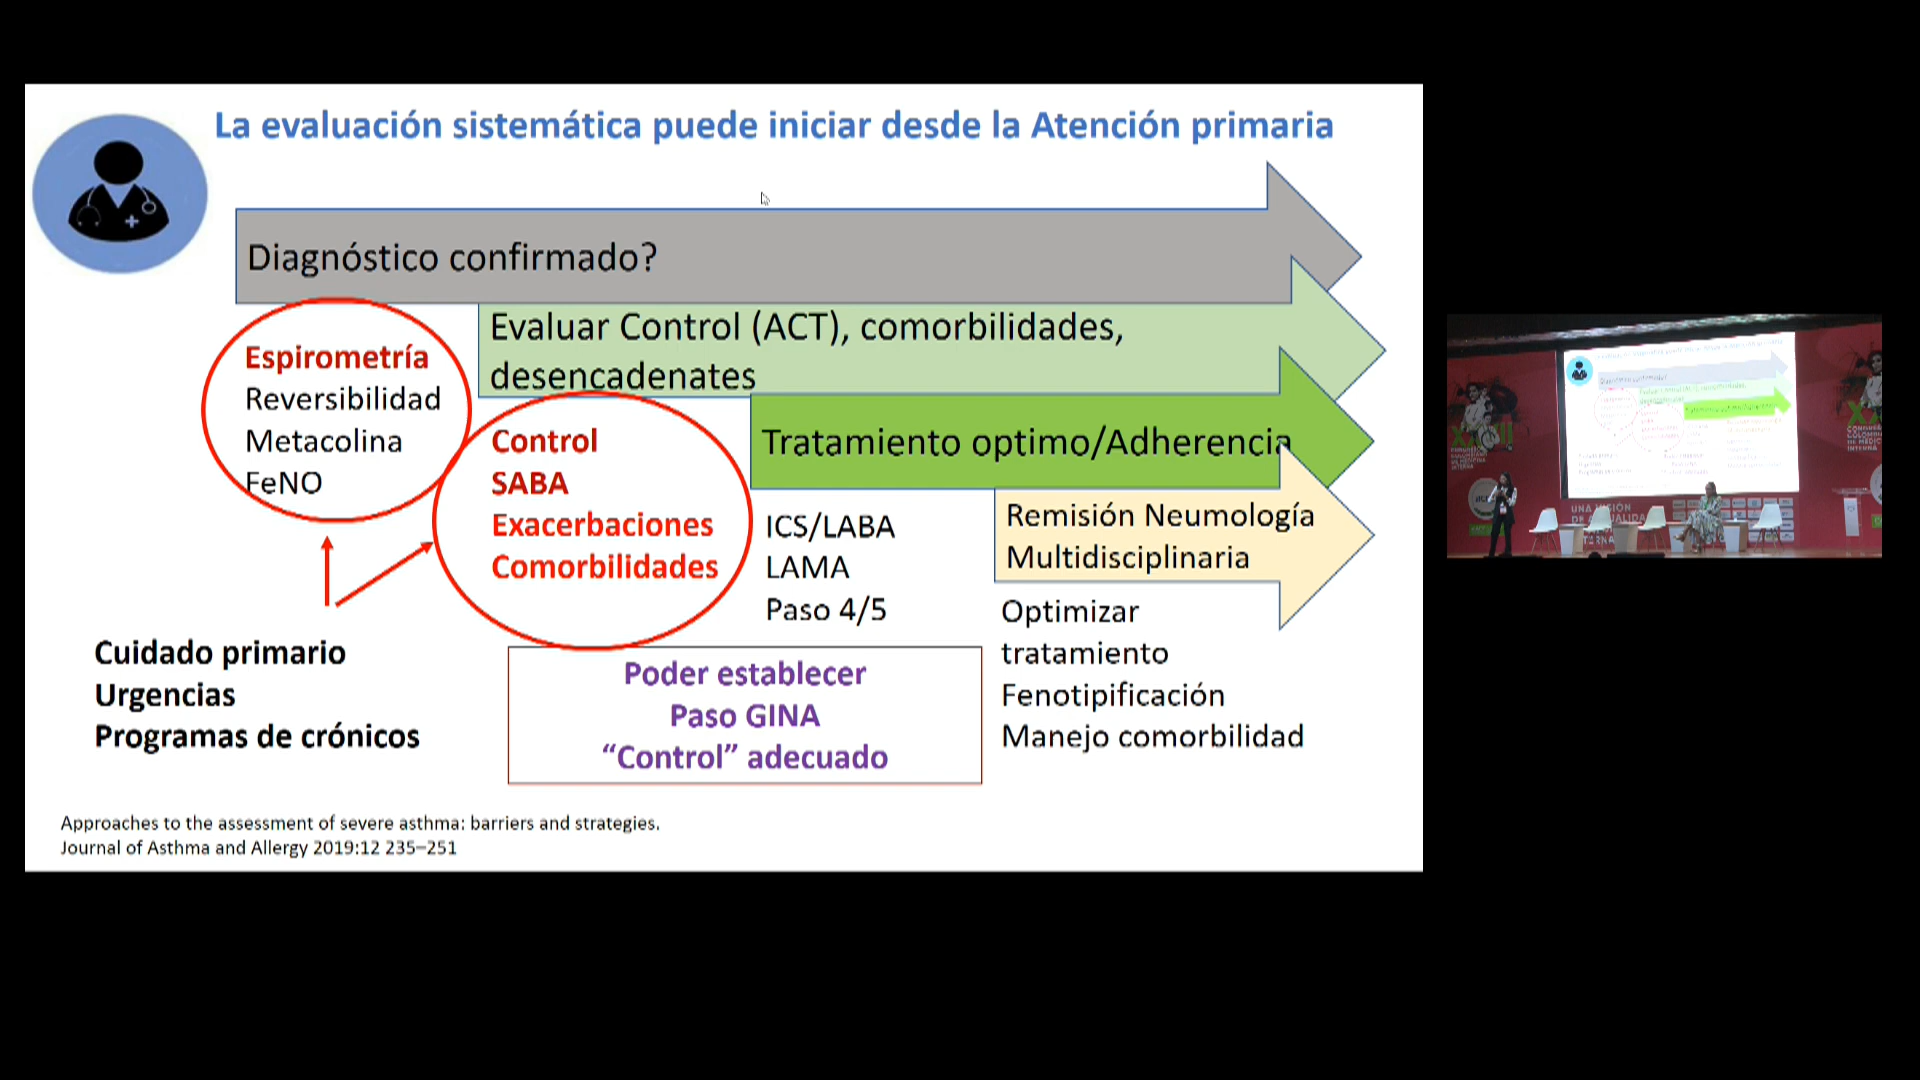 La evaluación sistemática puede iniciar desde la Atención primaria
Diagnóstico confirmado?
Evaluar Control (ACT), comorbilidades,
desencadenates
Tratamiento optimo/Adherencia
Remisión Neumología
Multidisciplinaria
Espirometría
Reversibilidad
Metacolina
FeNO
Control
SABA
Exacerbaciones
Comorbilidades
ICS/LABA
LAMA
Paso 4/5
Optimizar
tratamiento
Fenotipificación
Manejo comorbilidad
Cuidado primario
Urgencias
Programas de crónicos
Poder establecer
Paso GINA
“Control” adecuado
Approaches to the assessment of severe asthma: barriers and strategies.
Journal of Asthma and Allergy 2019:12 235–251